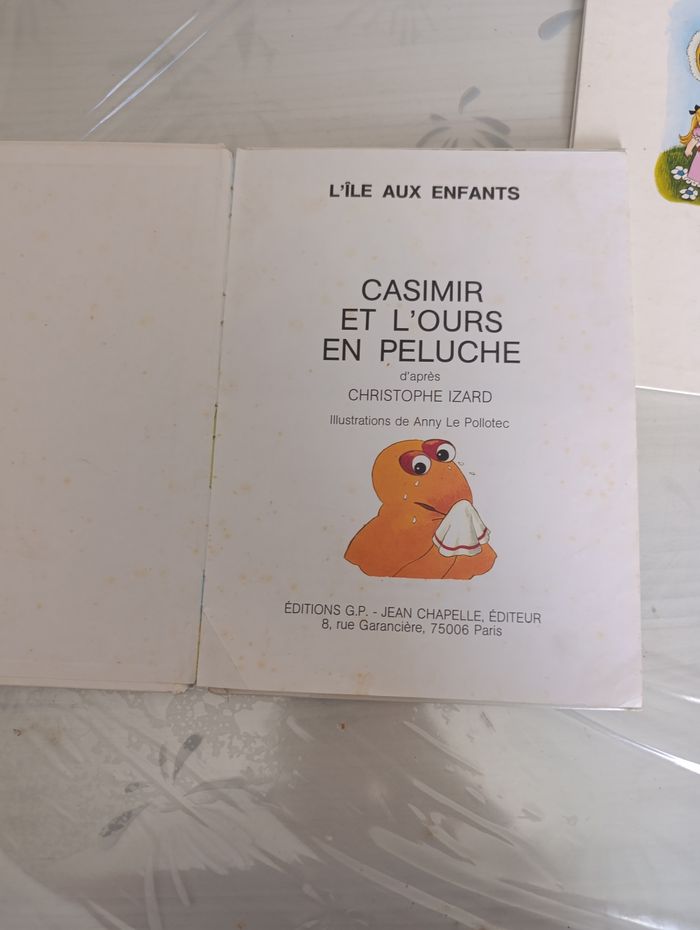 L'ÎLE AUX ENFANTS
CASIMIR
ET L'OURS
EN PELUCHE
d'après
CHRISTOPHE IZARD
Illustrations de Anny Le Pollotec
ÉDITIONS G.P. - JEAN CHAPELLE, ÉDITEUR
8, rue Garancière, 75006 Paris